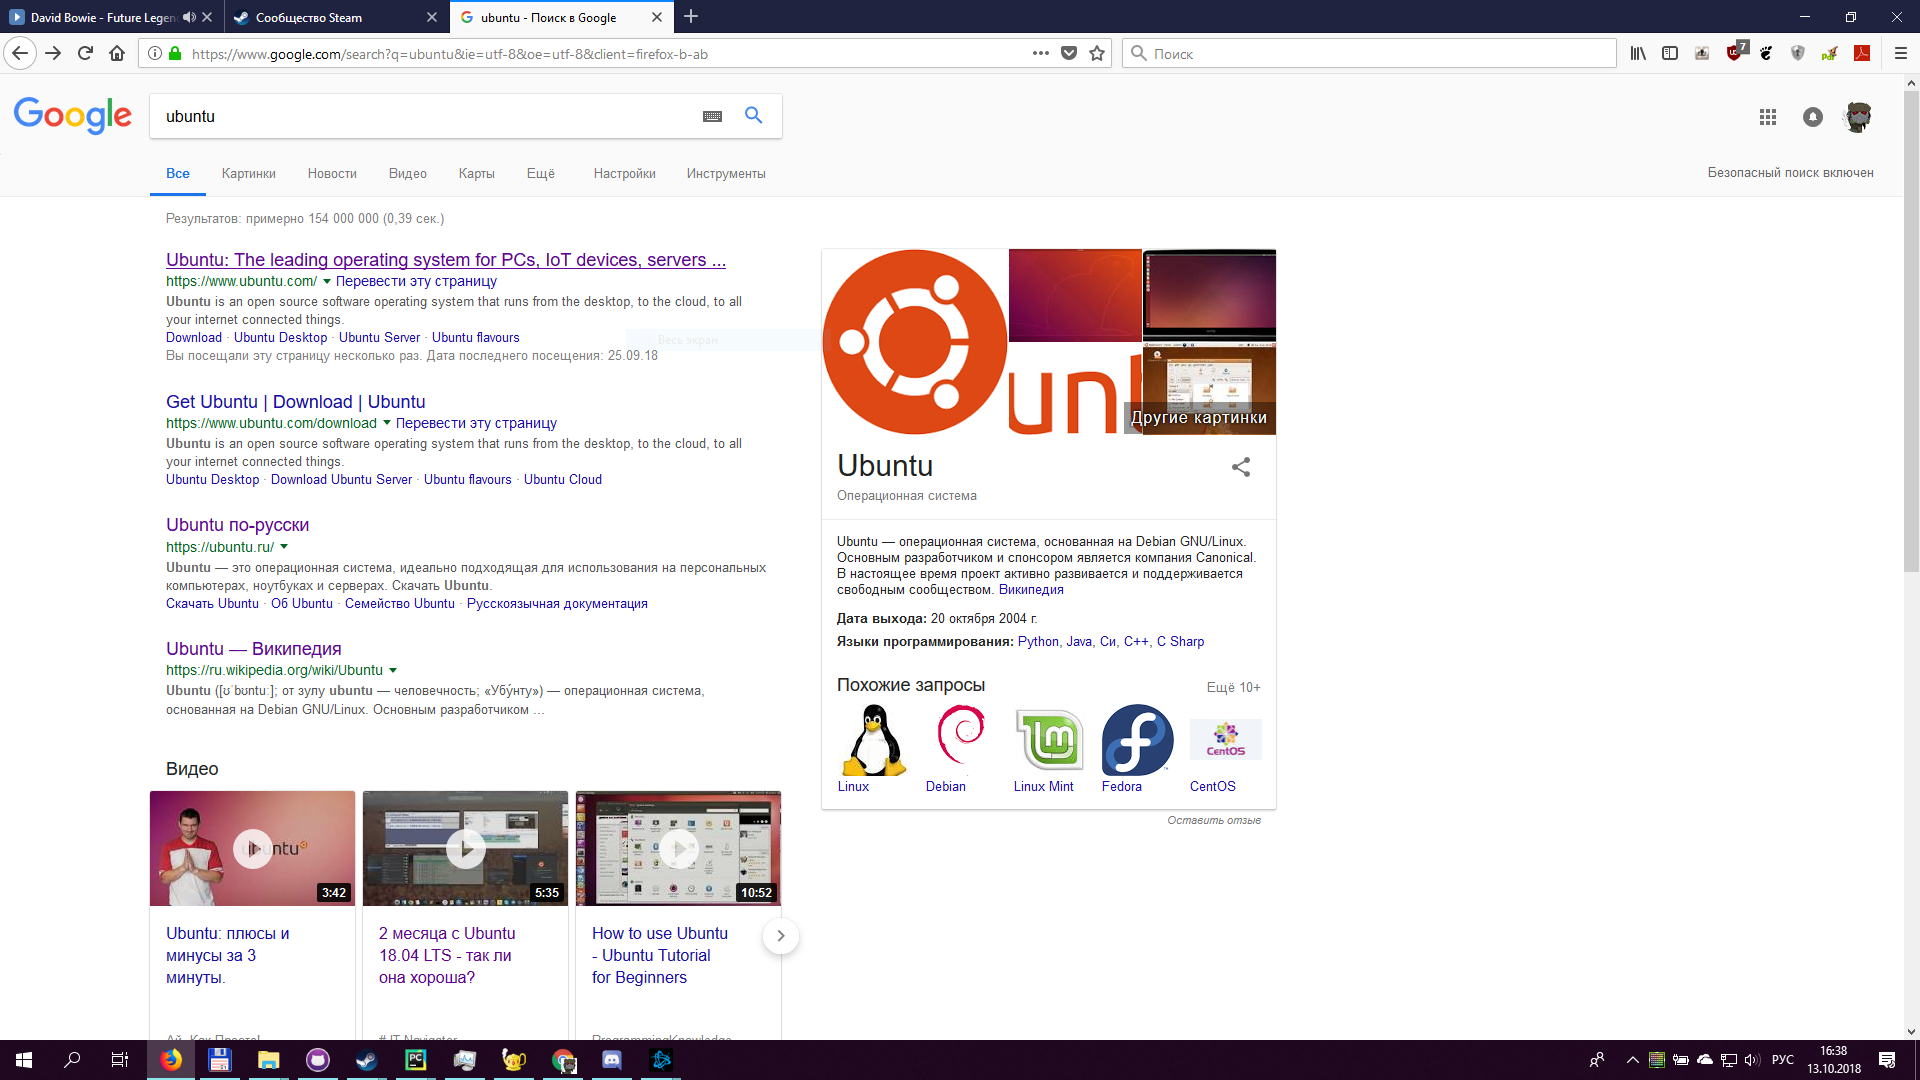 David Bowie - Future Legen
Сообщество Steam
ubuntu - Поиск в Google
https://www.google.com/search?q=ubuntu&ie=utf-8&oe=utf-8&client=firefox-b-ab
Поиск
7
Google
ubuntu
Все
Картинки
Новости
Видео
Карты
Ещё
Настройки
Инструменты
Безопасный поиск включен
Результатов: примерно 154 000 000 (0,39 сек.)
Ubuntu: The leading operating system for PCs, IoT devices, servers ...
https://www.ubuntu.com/ Перевести эту страницу
Ubuntu is an open source software operating system that runs from the desktop, to the cloud, to all
your internet connected things.
Download · Ubuntu Desktop · Ubuntu Server · Ubuntu flavours
Весь экран
Вы посещали эту страницу несколько раз. Дата последнего посещения: 25.09.18
Get Ubuntu | Download | Ubuntu
https://www.ubuntu.com/download Перевести эту страницу
Ubuntu is an open source software operating system that runs from the desktop, to the cloud, to all
your internet connected things.
Ubuntu Desktop · Download Ubuntu Server · Ubuntu flavours · Ubuntu Cloud
Ubuntu по-русски
https://ubuntu.ru/
Ubuntu — это операционная система, идеально подходящая для использования на персональных
компьютерах, ноутбуках и серверах. Скачать Ubuntu.
Скачать Ubuntu · Об Ubuntu · Семейство Ubuntu · Русскоязычная документация
Ubuntu — Википедия
https://ru.wikipedia.org/wiki/Ubuntu
Ubuntu ([ʊˈbʊntuː]; от зулу ubuntu — человечность; «Убу́нту») — операционная система,
основанная на Debian GNU/Linux. Основным разработчиком ...
Видео
ubuntu
3:42
5:35
10:52
Ubuntu: плюсы и
минусы за 3
минуты.
2 месяца с Ubuntu
18.04 LTS - так ли
она хороша?
How to use Ubuntu
- Ubuntu Tutorial
for Beginners
Ай, Как Просто!
# IT Navigator
ProgrammingKnowledge
unt
Другие картинки
Ubuntu
Операционная система
Ubuntu — операционная система, основанная на Debian GNU/Linux.
Основным разработчиком и спонсором является компания Canonical.
В настоящее время проект активно развивается и поддерживается
свободным сообществом. Википедия
Дата выхода: 20 октября 2004 г.
Языки программирования: Python, Java, Си, C++, C Sharp
Похожие запросы
Ещё 10+
CentOS
Linux
Debian
Linux Mint
Fedora
CentOS
Оставить отзыв
PC
РУС
16:38
13.10.2018